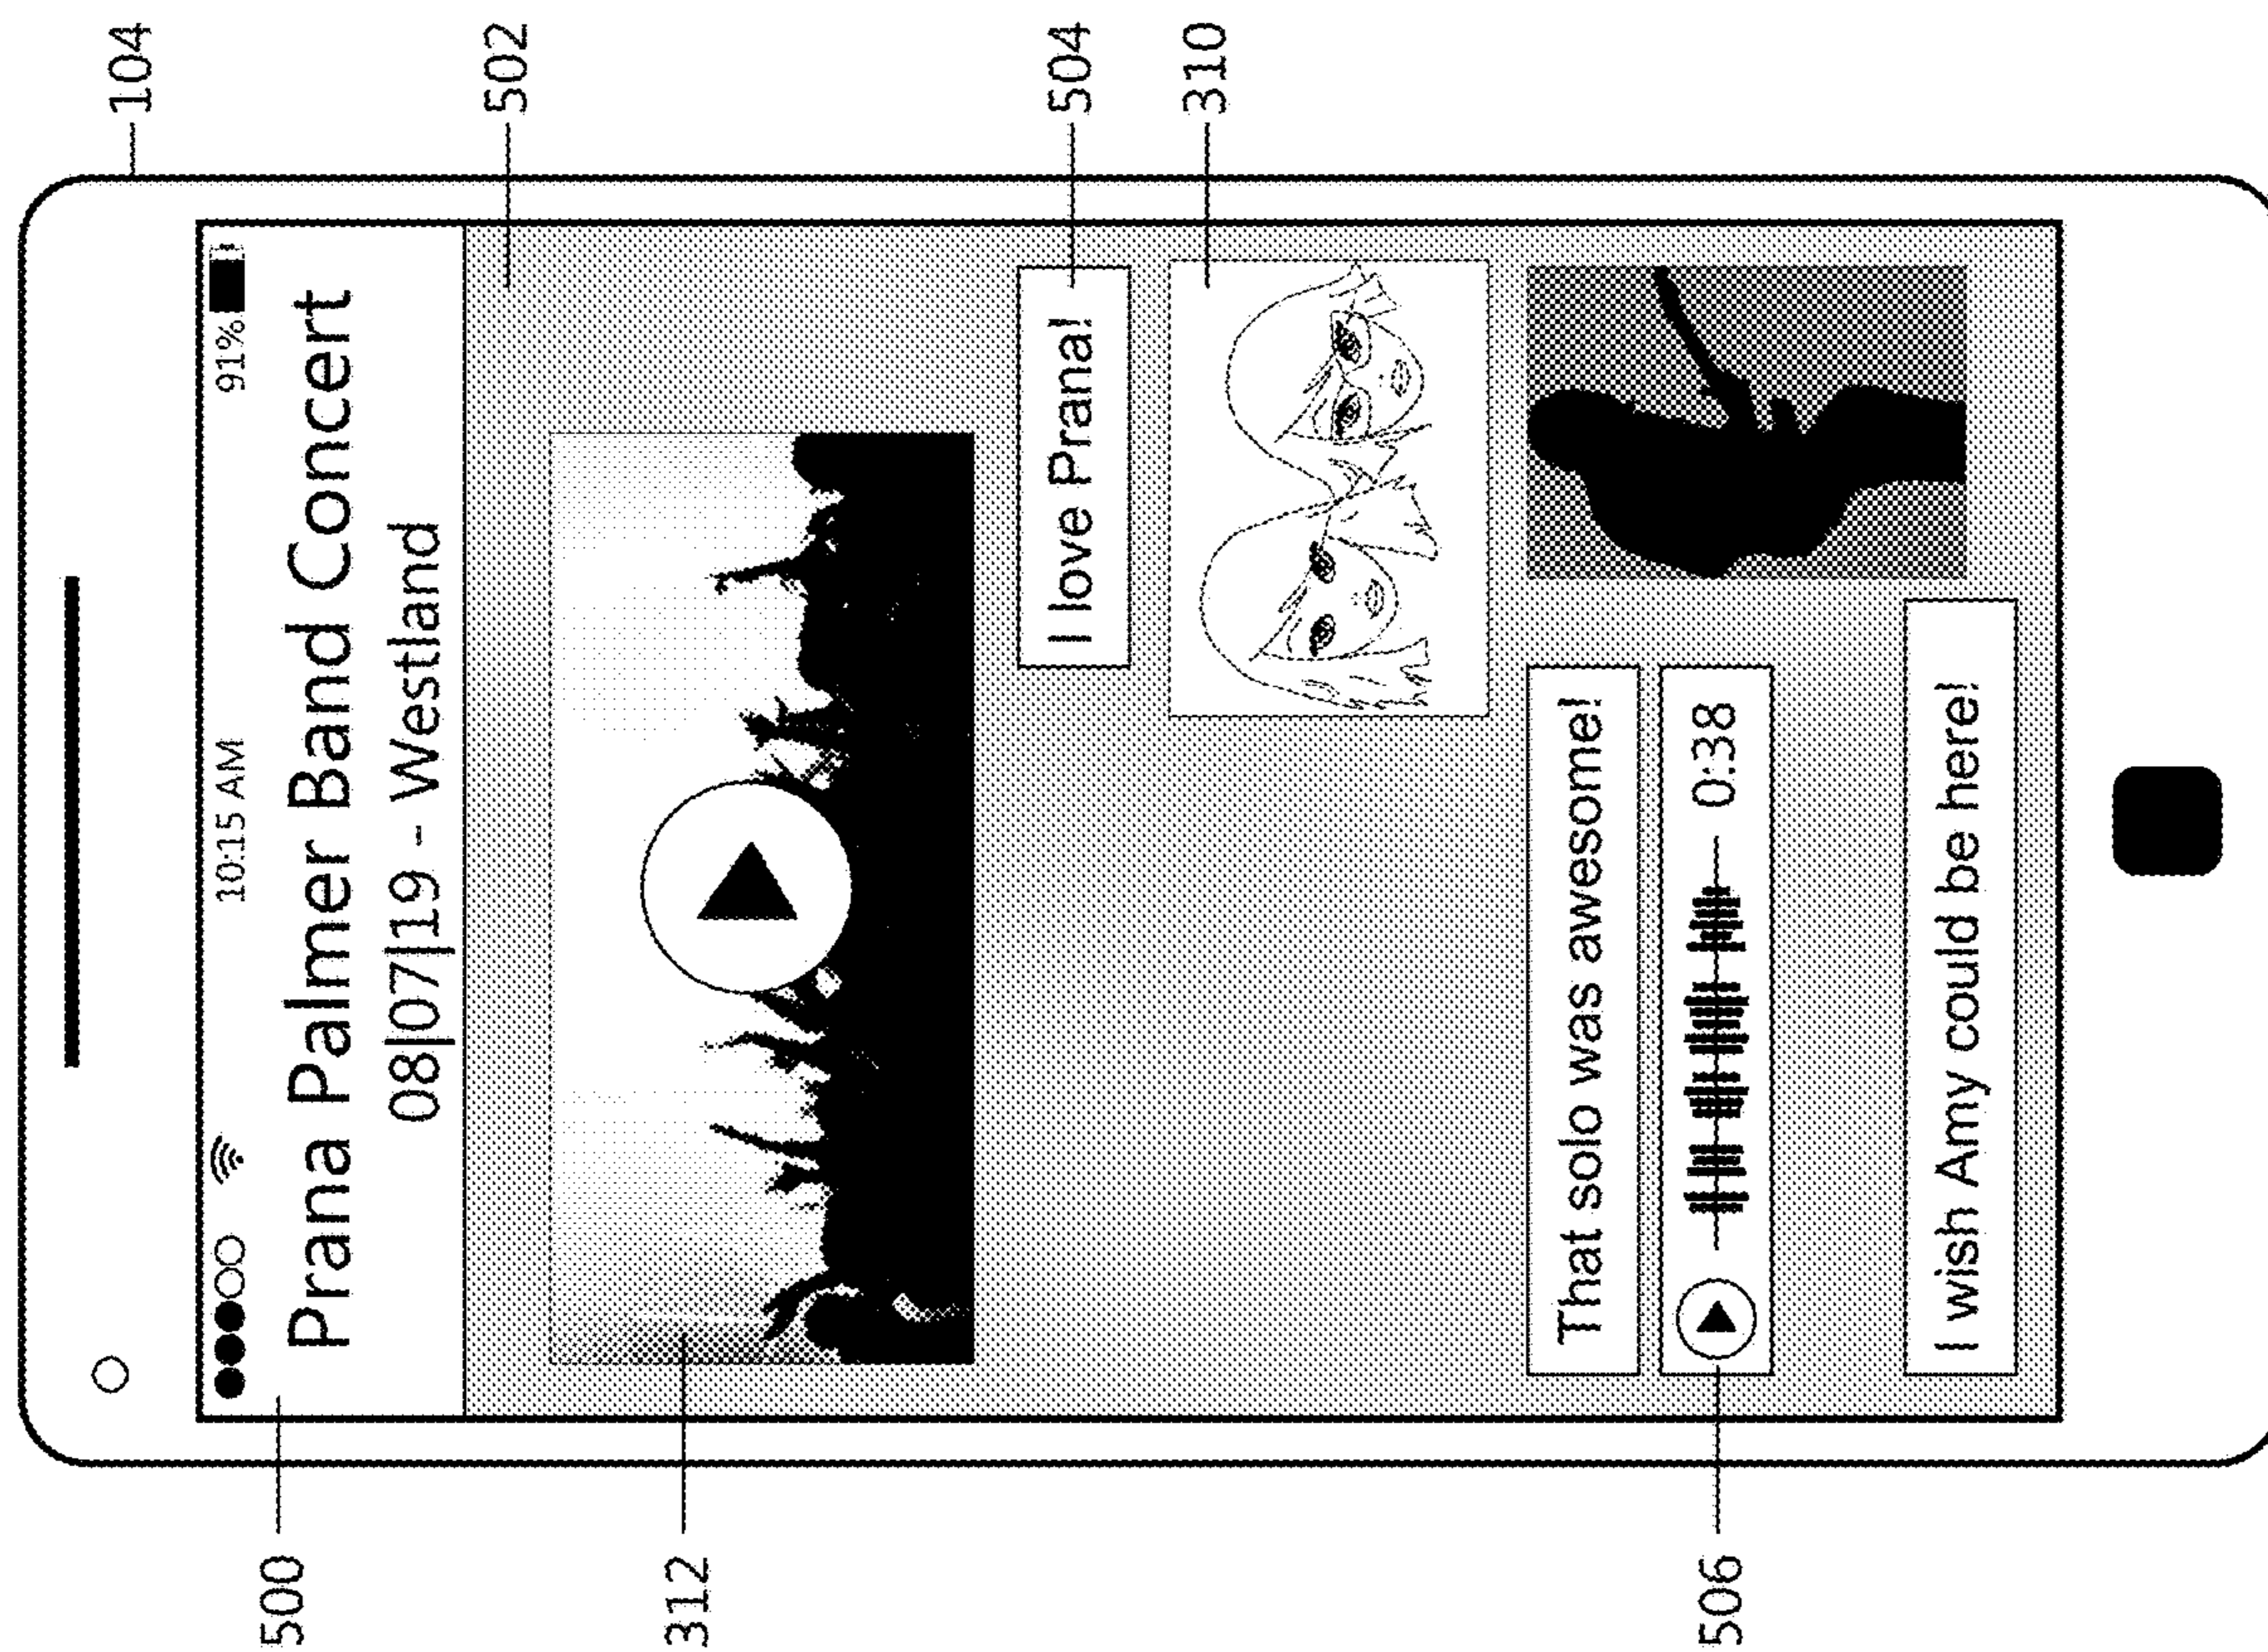 104
10:15 AM
91%
500
Prana Palmer Band Concert
08|07|19 - Westland
502
312
I love Prana!
504
310
That solo was awesome!
506
0:38
I wish Amy could be here!